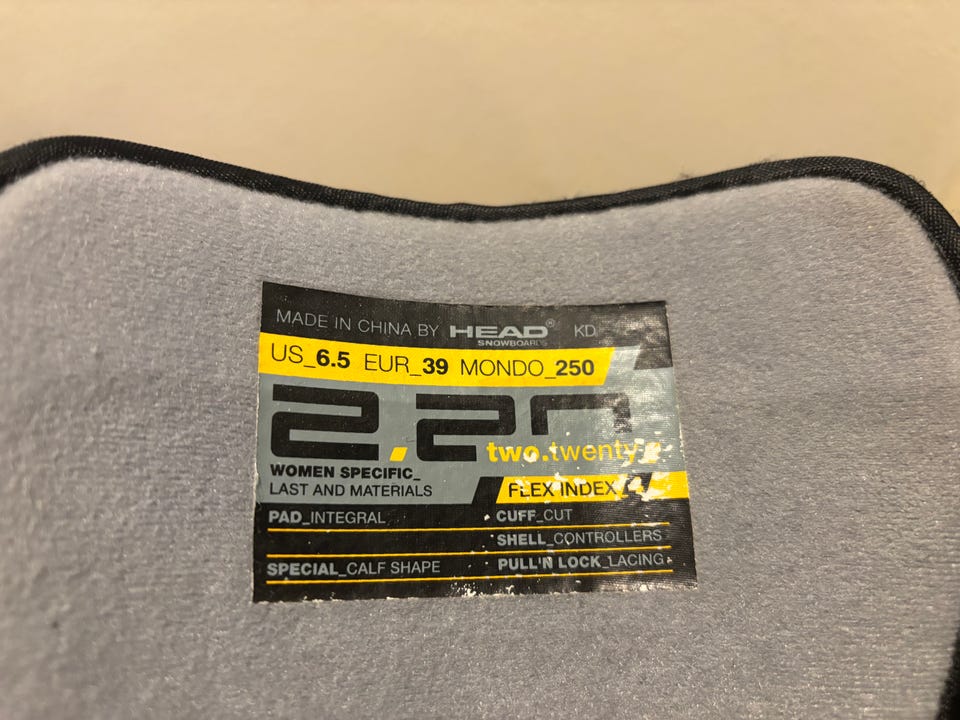 MADE IN CHINA BY HEAD® KD
SNOWBOARDS
US_6.5 EUR_39 MONDO_250
2.20
two.twenty
WOMEN SPECIFIC_
LAST AND MATERIALS
FLEX INDEX
PAD_INTEGRAL
CUFF_CUT
SHELL_CONTROLLERS
SPECIAL_CALF SHAPE
PULL'N LOCK_LACING